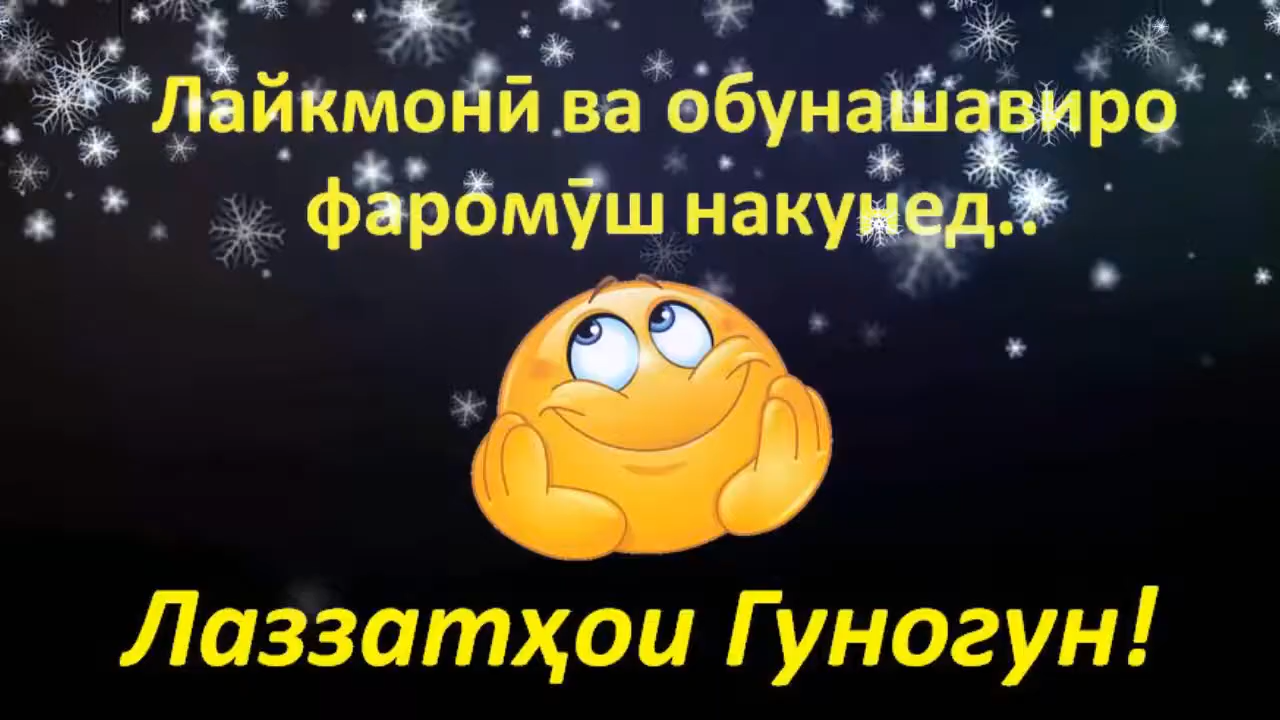 Лайкмонӣ ва обунашавиро
фаромӯш накунед..
Лаззатҳои Гуногун!